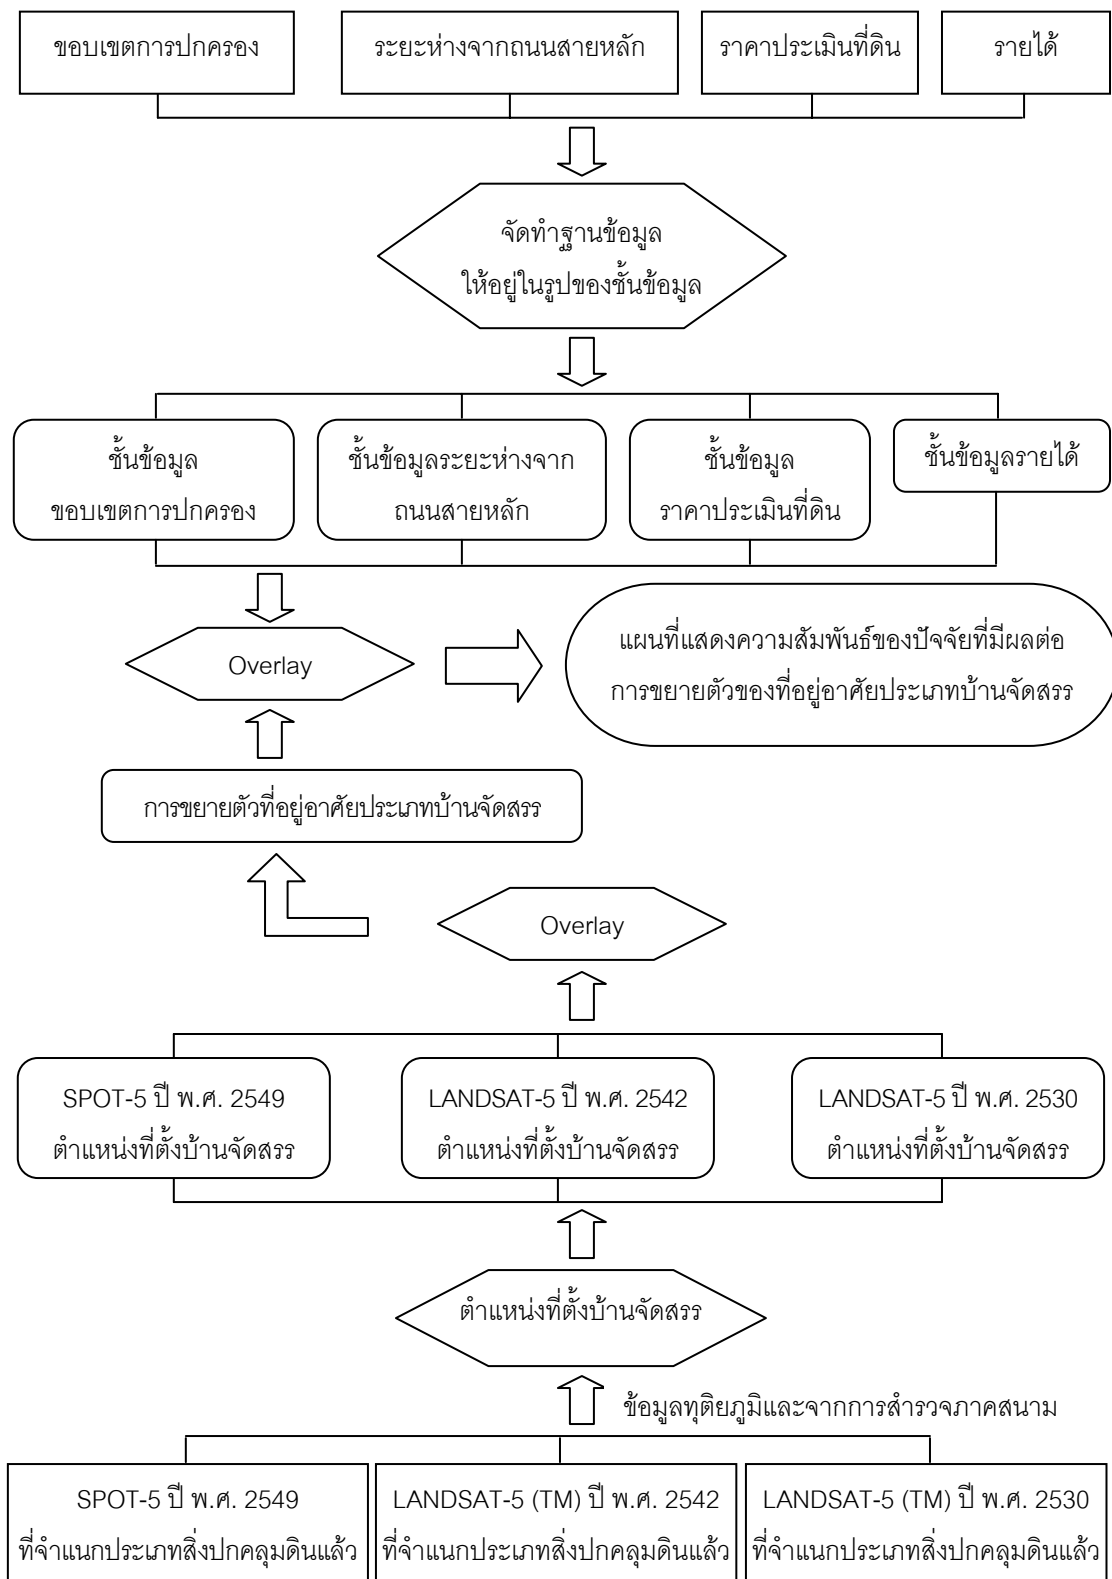 ขอบเขตการปกครอง
ระยะห่างจากถนนสายหลัก
ราคาประเมินที่ดิน
รายได้
จัดทำฐานข้อมูล
ให้อยู่ในรูปของชั้นข้อมูล
ชั้นข้อมูล
ขอบเขตการปกครอง
ชั้นข้อมูลระยะห่างจาก
ถนนสายหลัก
ชั้นข้อมูล
ราคาประเมินที่ดิน
ชั้นข้อมูลรายได้
Overlay
แผนที่แสดงความสัมพันธ์ของปัจจัยที่มีผลต่อ
การขยายตัวของที่อยู่อาศัยประเภทบ้านจัดสรร
การขยายตัวที่อยู่อาศัยประเภทบ้านจัดสรร
Overlay
SPOT-5 ปี พ.ศ. 2549
ตำแหน่งที่ตั้งบ้านจัดสรร
LANDSAT-5 ปี พ.ศ. 2542
ตำแหน่งที่ตั้งบ้านจัดสรร
LANDSAT-5 ปี พ.ศ. 2530
ตำแหน่งที่ตั้งบ้านจัดสรร
ตำแหน่งที่ตั้งบ้านจัดสรร
ข้อมูลทุติยภูมิและจากการสำรวจภาคสนาม
SPOT-5 ปี พ.ศ. 2549
ที่จำแนกประเภทสิ่งปกคลุมดินแล้ว
LANDSAT-5 (TM) ปี พ.ศ. 2542
ที่จำแนกประเภทสิ่งปกคลุมดินแล้ว
LANDSAT-5 (TM) ปี พ.ศ. 2530
ที่จำแนกประเภทสิ่งปกคลุมดินแล้ว